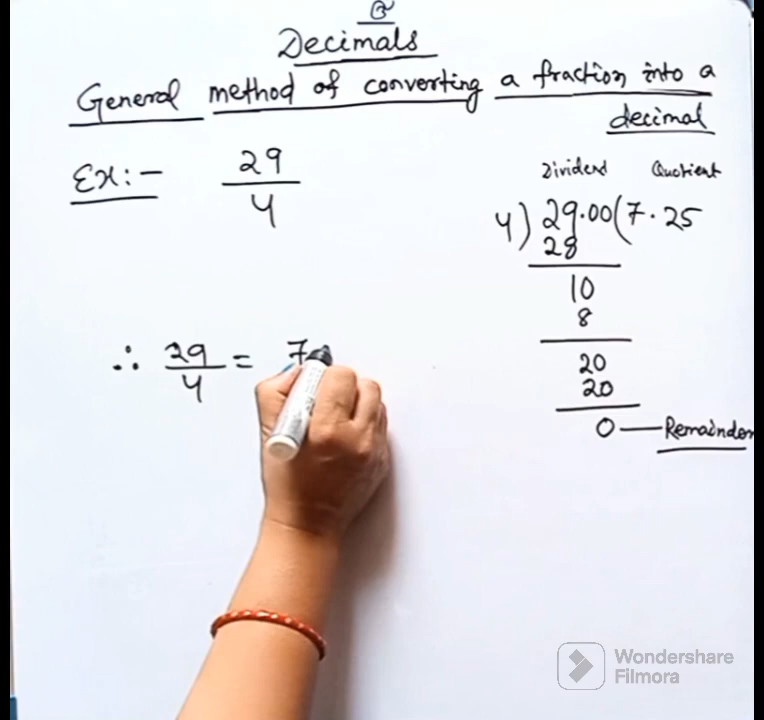 Decimals
General method of converting a fraction into a
decimal
Ex:- 29
4
Dividend Quotient
4) 29.00(7.25
28
10
8
20
20
0 — Remainder
∴ 29 = 7
4
Wondershare
Filmora